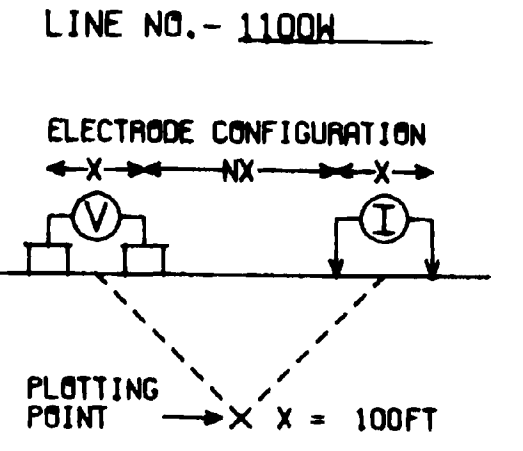 LINE NO.- 1100W
ELECTRODE CONFIGURATION
X NX X
V I
PLOTTING
POINT X X = 100FT